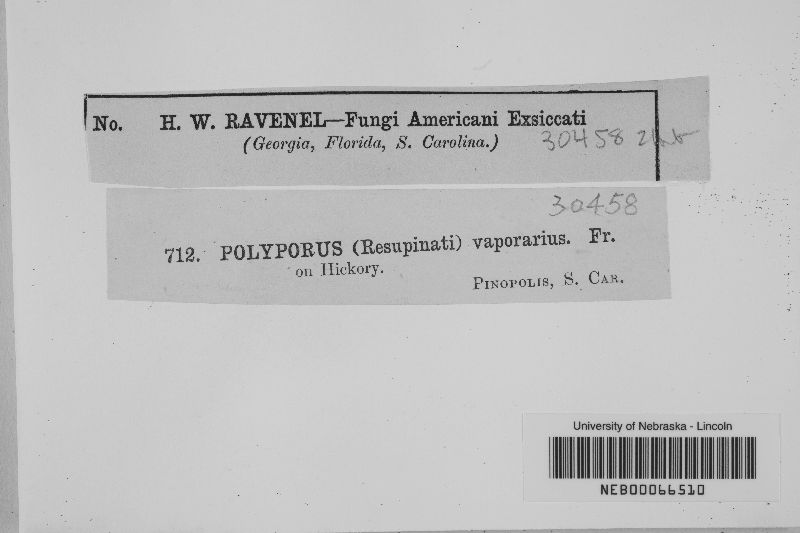 No. H. W. RAVENEL—Fungi Americani Exsiccati
(Georgia, Florida, S. Carolina.) 30458
30458
712. POLYPORUS (Resupinati) vaporarius. Fr.
on Hickory.
PINOPOLIS, S. CAR.
University of Nebraska - Lincoln
NEB00066510